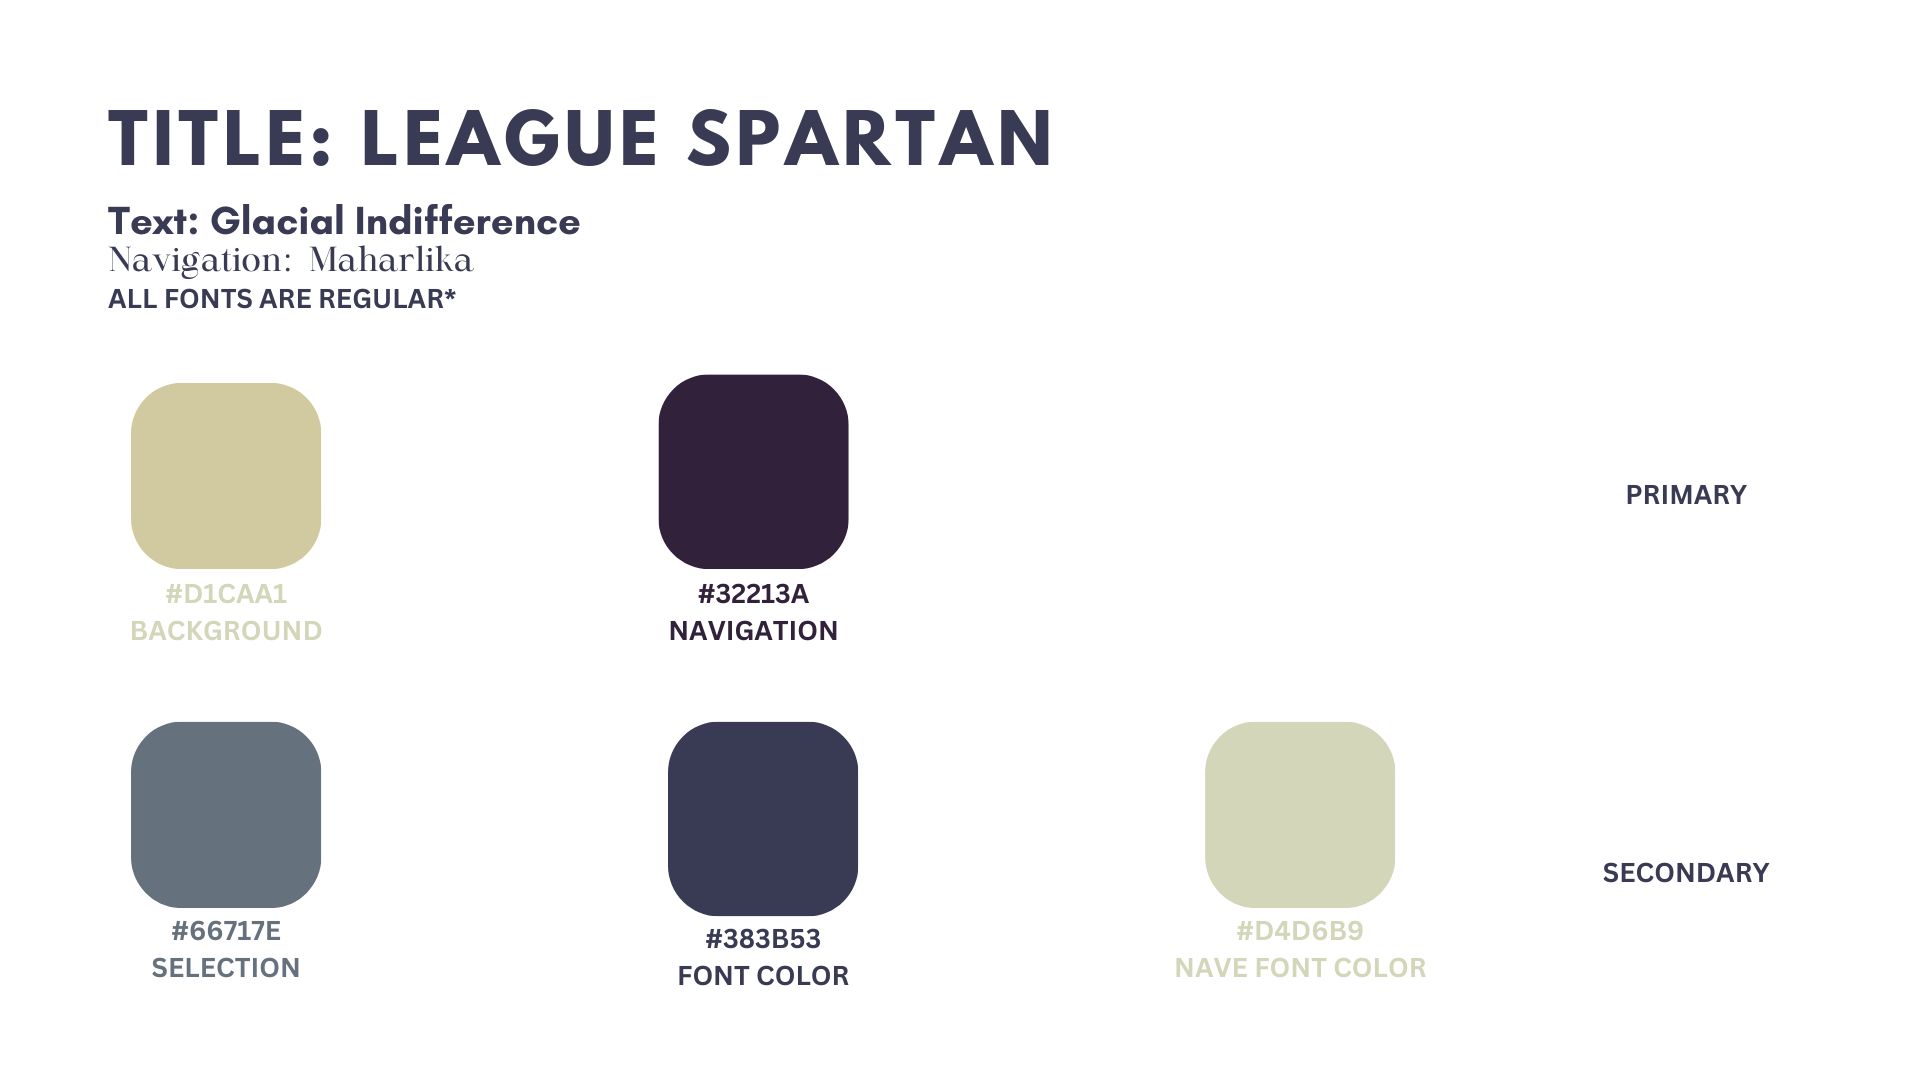 TITLE: LEAGUE SPARTAN
Text: Glacial Indifference
Navigation: Maharlika
ALL FONTS ARE REGULAR*
PRIMARY
#D1CAA1
BACKGROUND
#32213A
NAVIGATION
SECONDARY
#66717E
SELECTION
#383B53
FONT COLOR
#D4D6B9
NAVE FONT COLOR